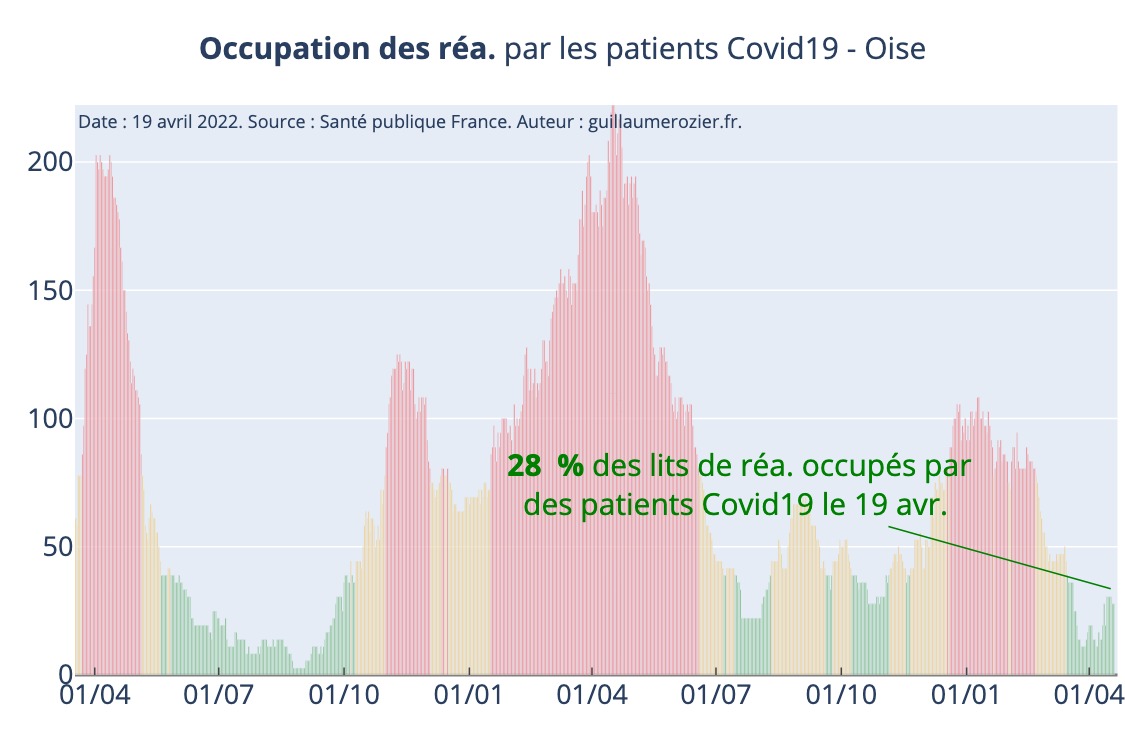 Occupation des réa. par les patients Covid19 - Oise
Date : 19 avril 2022. Source : Santé publique France. Auteur : guillaumerozier.fr.
200
150
100
28 % des lits de réa. occupés par
des patients Covid19 le 19 avr.
50
0
01/04 01/07 01/10 01/01 01/04 01/07 01/10 01/01 01/04